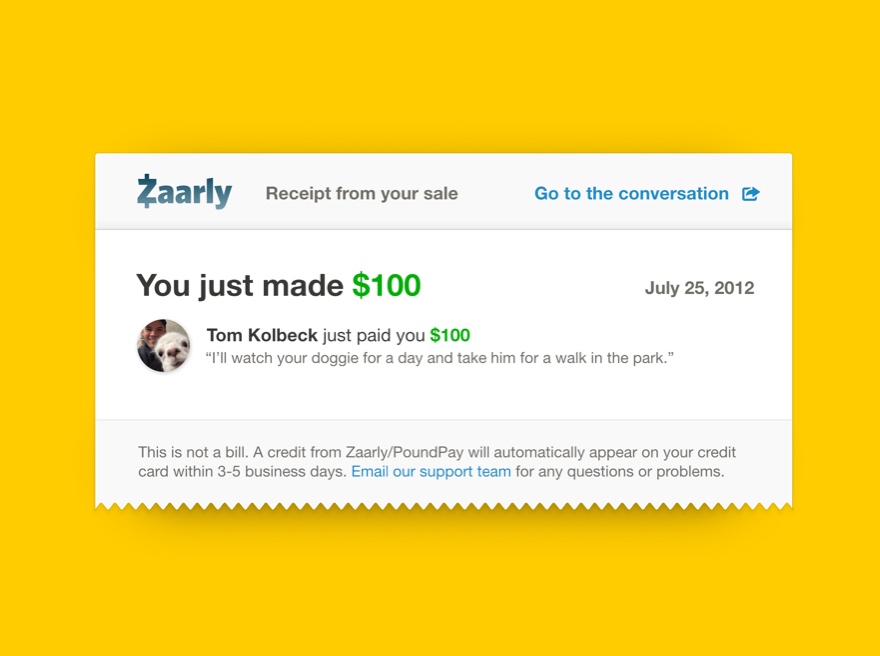 Zaarly Receipt from your sale Go to the conversation
You just made $100 July 25, 2012
Tom Kolbeck just paid you $100
“I’ll watch your doggie for a day and take him for a walk in the park.”
This is not a bill. A credit from Zaarly/PoundPay will automatically appear on your credit
card within 3-5 business days. Email our support team for any questions or problems.